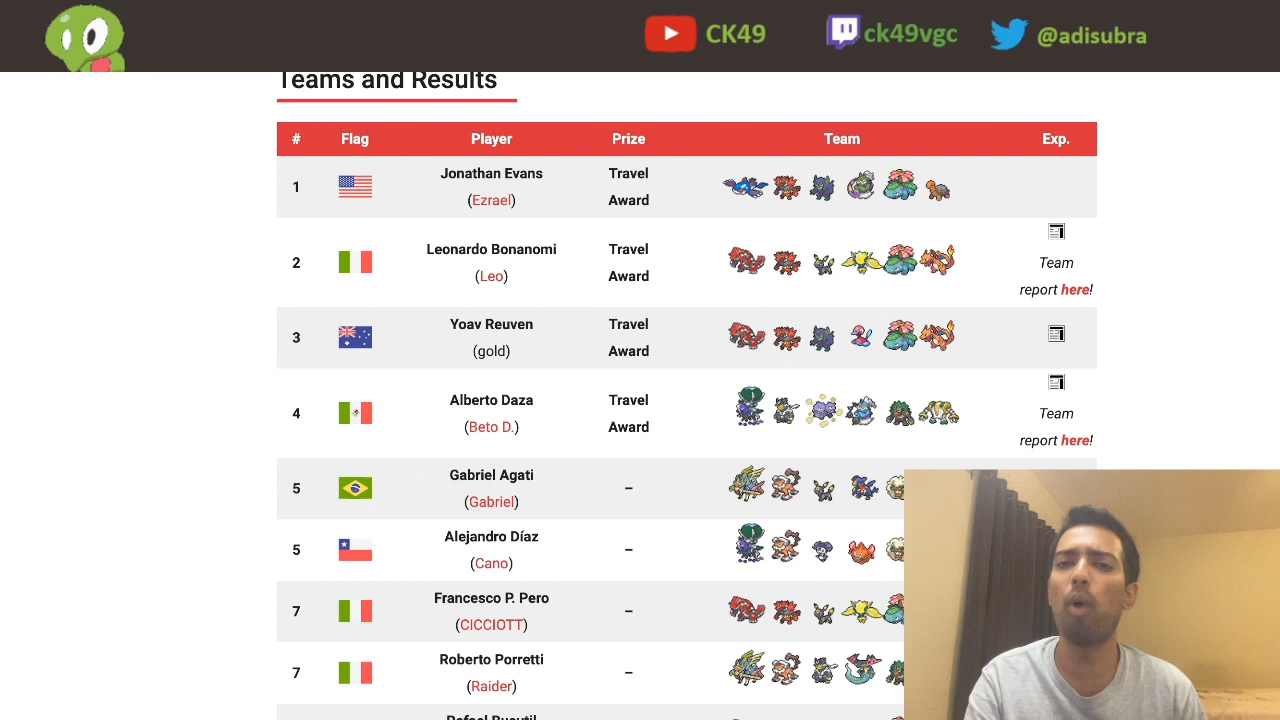 CK49
ck49vgc
@adisubra
Teams and Results
# Flag Player Prize Team Exp.
1 Jonathan Evans (Ezrael) Travel Award
2 Leonardo Bonanomi (Leo) Travel Award Team report here!
3 Yoav Reuven (gold) Travel Award
4 Alberto Daza (Beto D.) Travel Award Team report here!
5 Gabriel Agati (Gabriel) –
5 Alejandro Díaz (Cano) –
7 Francesco P. Pero (CICCIOTT) –
7 Roberto Porretti (Raider) –